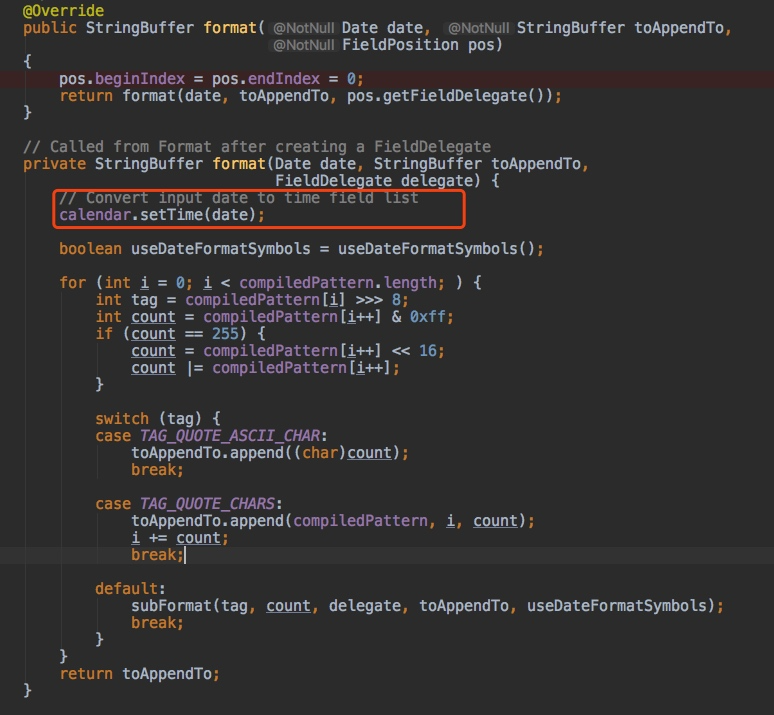 @Override
public StringBuffer format( @NotNull Date date, @NotNull StringBuffer toAppendTo,
@NotNull FieldPosition pos)
{
pos.beginIndex = pos.endIndex = 0;
return format(date, toAppendTo, pos.getFieldDelegate());
}
// Called from Format after creating a FieldDelegate
private StringBuffer format(Date date, StringBuffer toAppendTo,
FieldDelegate delegate) {
// Convert input date to time field list
calendar.setTime(date);
boolean useDateFormatSymbols = useDateFormatSymbols();
for (int i = 0; i < compiledPattern.length; ) {
int tag = compiledPattern[i] >>> 8;
int count = compiledPattern[i++] & 0xff;
if (count == 255) {
count = compiledPattern[i++] << 16;
count |= compiledPattern[i++];
}
switch (tag) {
case TAG_QUOTE_ASCII_CHAR:
toAppendTo.append((char)count);
break;
case TAG_QUOTE_CHARS:
toAppendTo.append(compiledPattern, i, count);
i += count;
break;
default:
subFormat(tag, count, delegate, toAppendTo, useDateFormatSymbols);
break;
}
}
return toAppendTo;
}